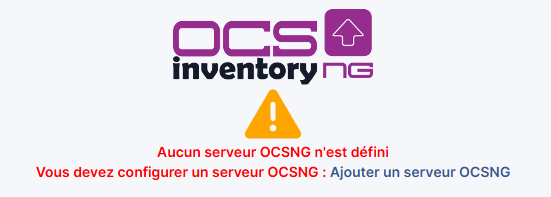 OCS
inventory NG
Aucun serveur OCSNG n'est défini
Vous devez configurer un serveur OCSNG : Ajouter un serveur OCSNG